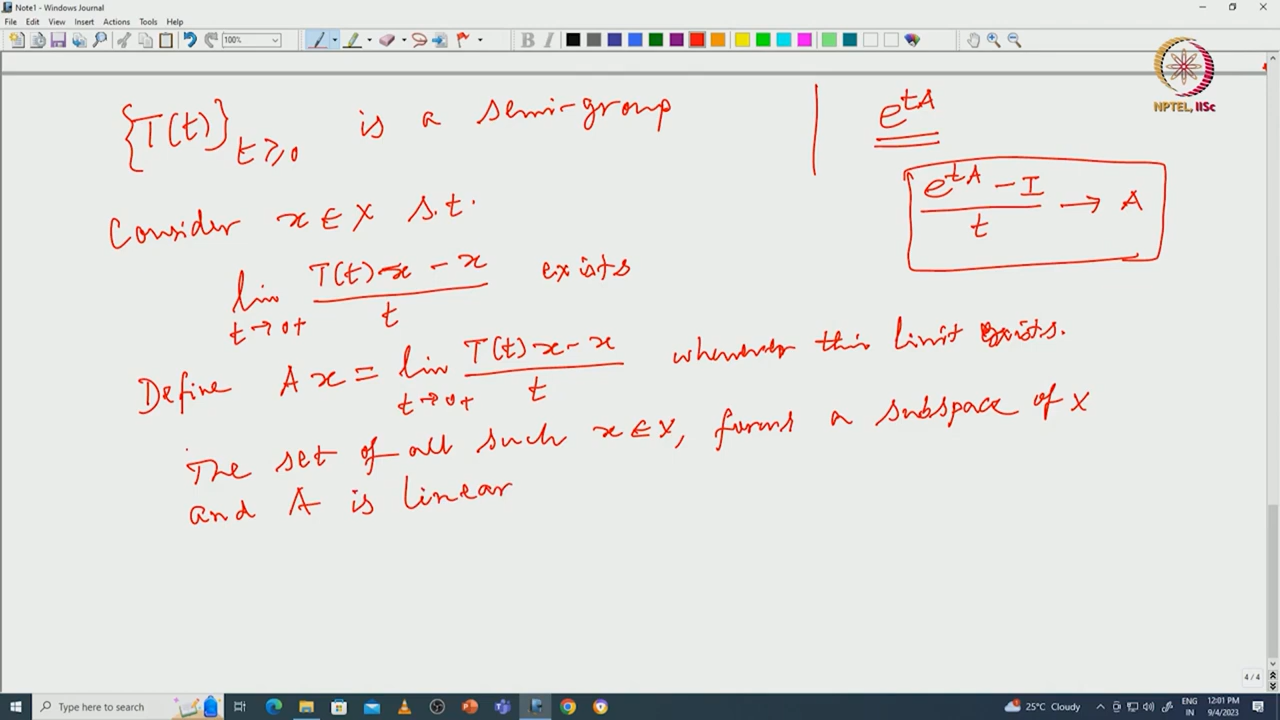 Note1 - Windows Journal
File Edit View Insert Actions Tools Help
100%
NPTEL, IISc
{T(t)}_{t≥0} is a semi-group
e^{tA}
(e^{tA} - I)/t → A
Consider x ∈ X s.t.
lim_{t→0+} (T(t)x - x)/t exists
Define Ax = lim_{t→0+} (T(t)x - x)/t whenever this limit exists.
The set of all such x ∈ X, forms a subspace of X
and A is linear
4/4
Type here to search
25°C Cloudy
ENG
IN
12:01 PM
9/4/2023